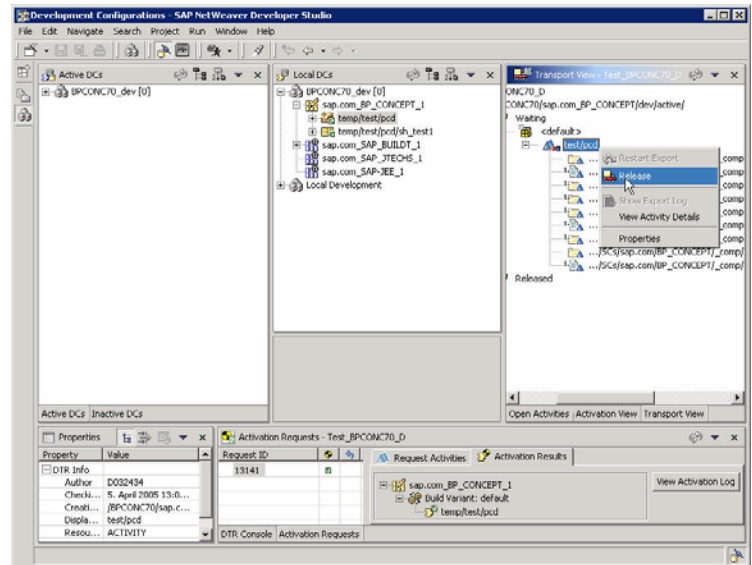 Development Configurations - SAP NetWeaver Developer Studio
File Edit Navigate Search Project Run Window Help
Active DCs
BPCONC70_dev [0]
Active DCs Inactive DCs
Local DCs
BPCONC70_dev [0]
sap.com_BP_CONCEPT_1
temp/test/pcd
temp/test/pcd/sh_test1
sap.com_SAP_BUILDT_1
sap.com_SAP_JTECHS_1
sap.com_SAP-JEE_1
Local Development
Transport View - Test_BPCONC70_D
ONC70_D
CONC70/sap.com_BP_CONCEPT/dev/active/
Waiting
<default>
test/pcd
Restart Export
Release
Show Export Log
View Activity Details
Properties
... _comp
... _comp
... _comp
... _comp
... _comp
... _comp
... /SCs/sap.com/BP_CONCEPT/_comp/
.../SCs/sap.com/BP_CONCEPT/_comp/
Released
Open Activities Activation View Transport View
Properties
Property Value
DTR Info
Author D032434
Checki... 5. April 2005 13:0...
Creati... /BPCONC70/sap.c...
Displa... test/pcd
Resou... ACTIVITY
Activation Requests - Test_BPCONC70_D
Request ID
13141
Request Activities Activation Results
sap.com_BP_CONCEPT_1
Build Variant: default
temp/test/pcd
View Activation Log
DTR Console Activation Requests